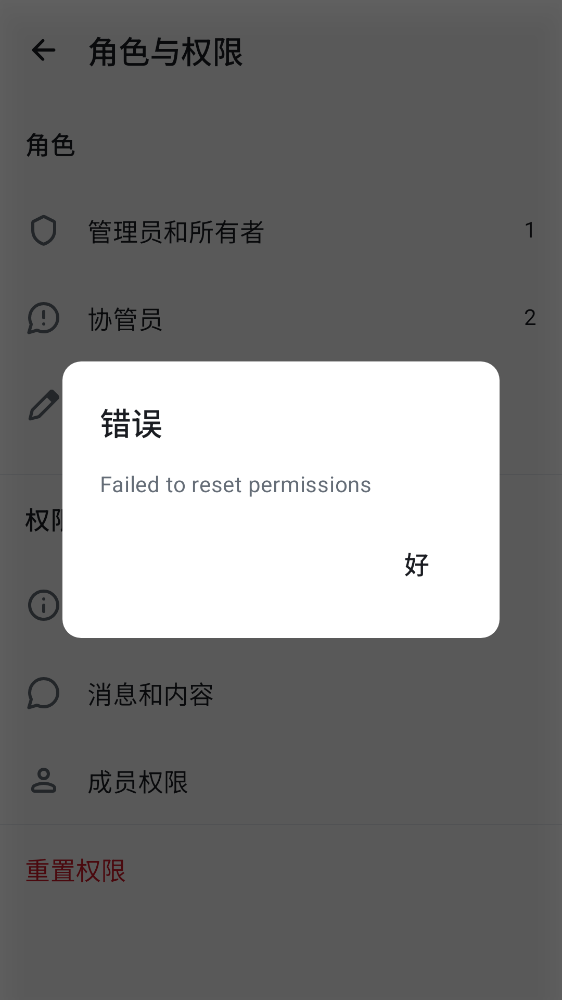 角色与权限
角色
管理员和所有者
1
协管员
2
错误
Failed to reset permissions
好
消息和内容
成员权限
重置权限